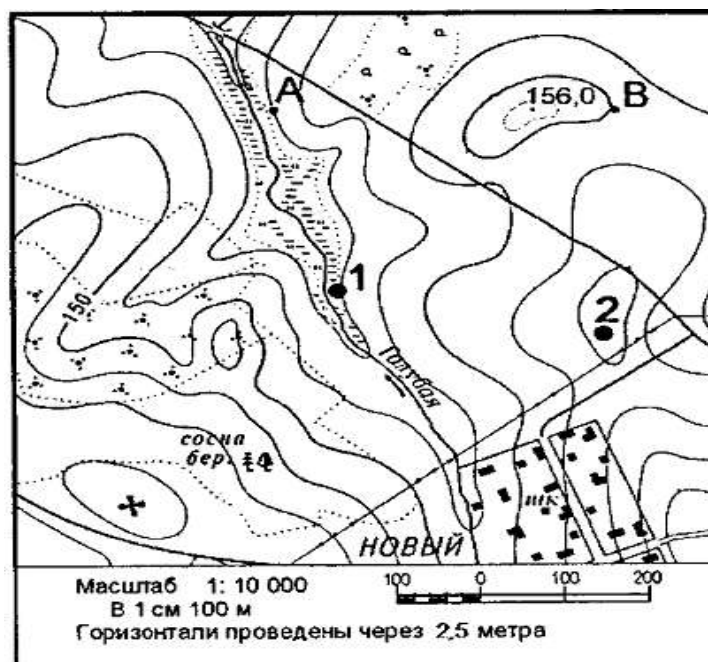 А
156,0 В
1
150
2
Голубая
сосна
бер.
шк
НОВЫЙ
Масштаб 1: 10 000
В 1 см 100 м
Горизонтали проведены через 2,5 метра
100 0 100 200